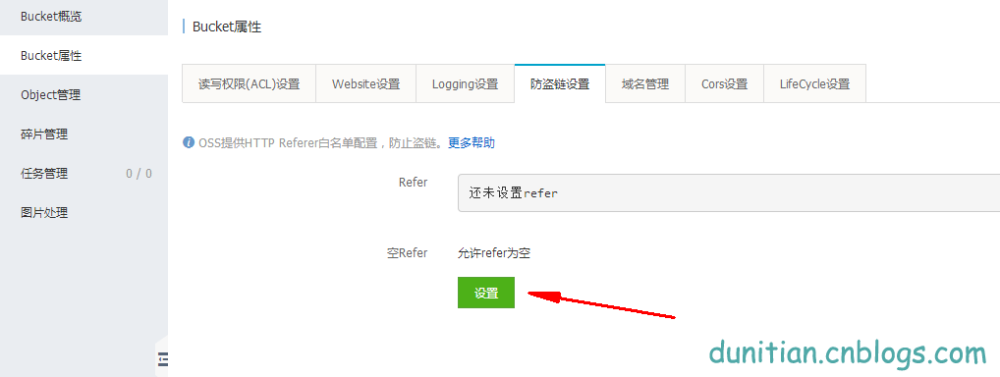 Bucket概览
Bucket属性
Object管理
碎片管理
任务管理 0 / 0
图片处理
Bucket属性
读写权限(ACL)设置 Website设置 Logging设置 防盗链设置 域名管理 Cors设置 LifeCycle设置
OSS提供HTTP Referer白名单配置，防止盗链。更多帮助
Refer 还未设置refer
空Refer 允许refer为空
设置
dunitian.cnblogs.com